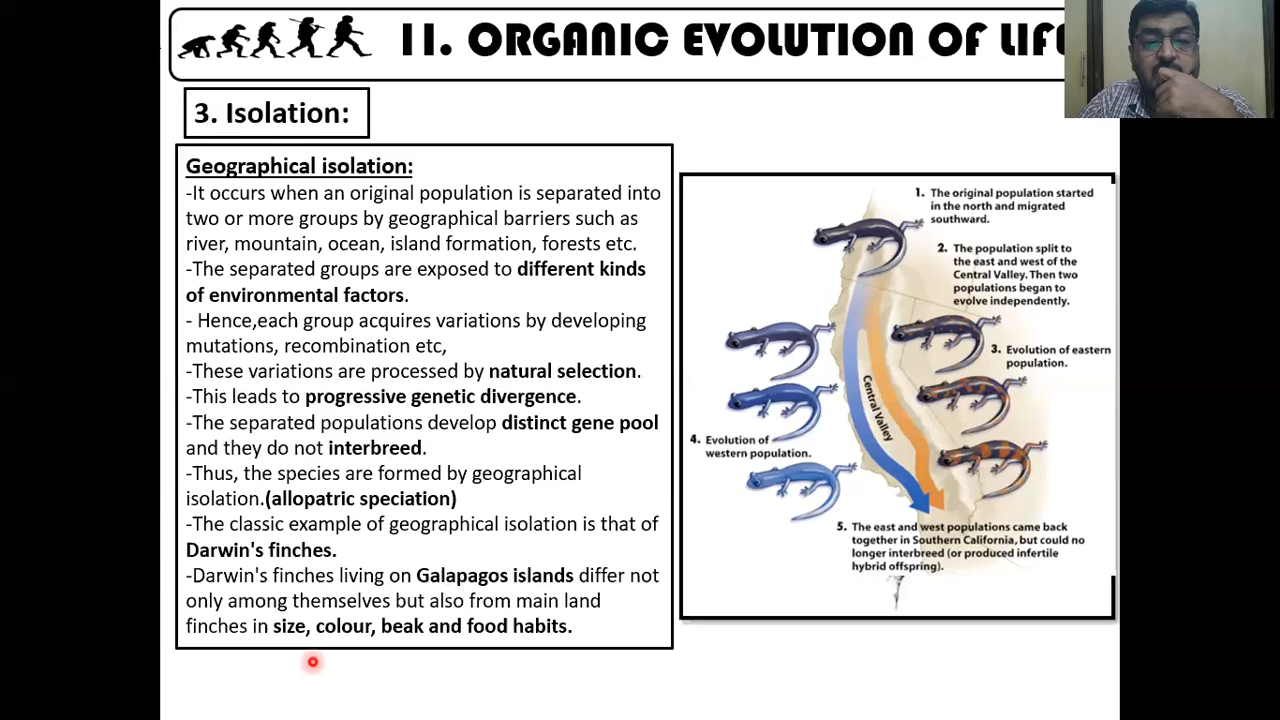 11. ORGANIC EVOLUTION OF LIFE
3. Isolation:
Geographical isolation:
-It occurs when an original population is separated into
two or more groups by geographical barriers such as
river, mountain, ocean, island formation, forests etc.
-The separated groups are exposed to different kinds
of environmental factors.
- Hence,each group acquires variations by developing
mutations, recombination etc,
-These variations are processed by natural selection.
-This leads to progressive genetic divergence.
-The separated populations develop distinct gene pool
and they do not interbreed.
-Thus, the species are formed by geographical
isolation.(allopatric speciation)
-The classic example of geographical isolation is that of
Darwin's finches.
-Darwin's finches living on Galapagos islands differ not
only among themselves but also from main land
finches in size, colour, beak and food habits.
1. The original population started
in the north and migrated
southward.
2. The population split to
the east and west of the
Central Valley. Then two
populations began to
evolve independently.
3. Evolution of eastern
population.
Central Valley
4. Evolution of
western population.
5. The east and west populations came back
together in Southern California, but could no
longer interbreed (or produced infertile
hybrid offspring).